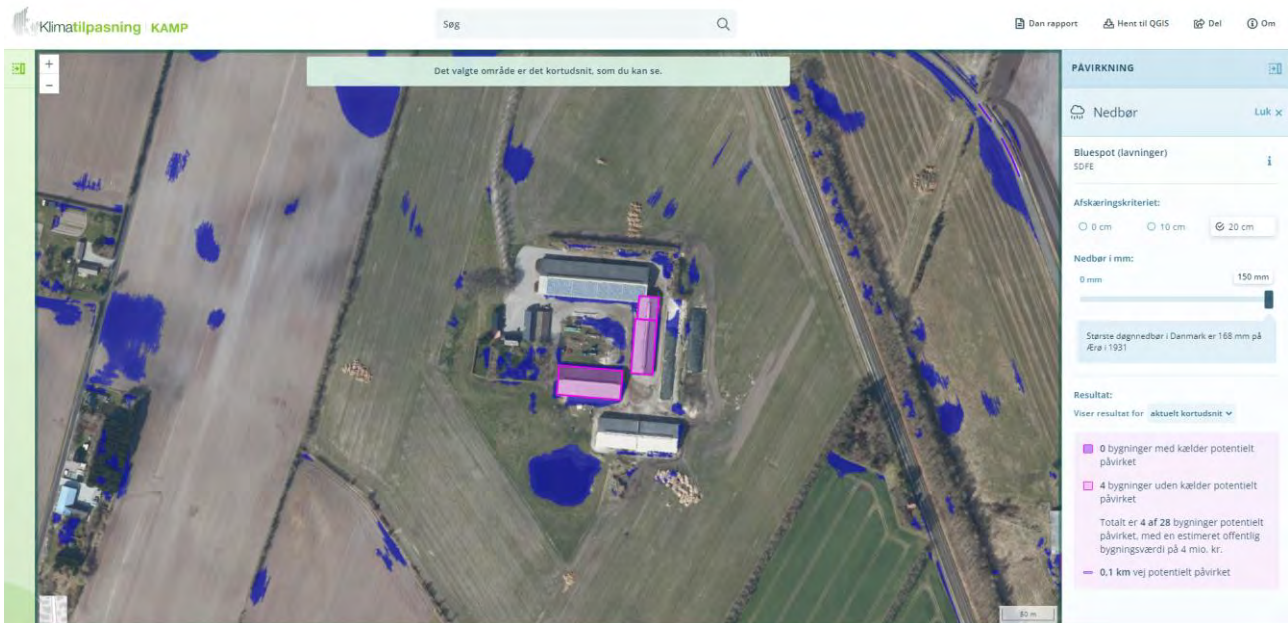 Klimatilpasning KAMP
Søg
Dan rapport
Hent til QGIS
Del
Om
+
−
Det valgte område er det kortudsnit, som du kan se.
PÅVIRKNING
Nedbør
Luk x
Bluespot (lavninger)
SDFE
Afskæringskriteriet:
0 cm
10 cm
20 cm
Nedbør i mm:
0 mm
150 mm
Største døgnnedbør i Danmark er 168 mm på
Ærø i 1931
Resultat:
Viser resultat for aktuelt kortudsnit
0 bygninger med kælder potentielt
påvirket
4 bygninger uden kælder potentielt
påvirket
Totalt er 4 af 28 bygninger potentielt
påvirket, med en estimeret offentlig
bygningsværdi på 4 mio. kr.
0,1 km vej potentielt påvirket
80 m